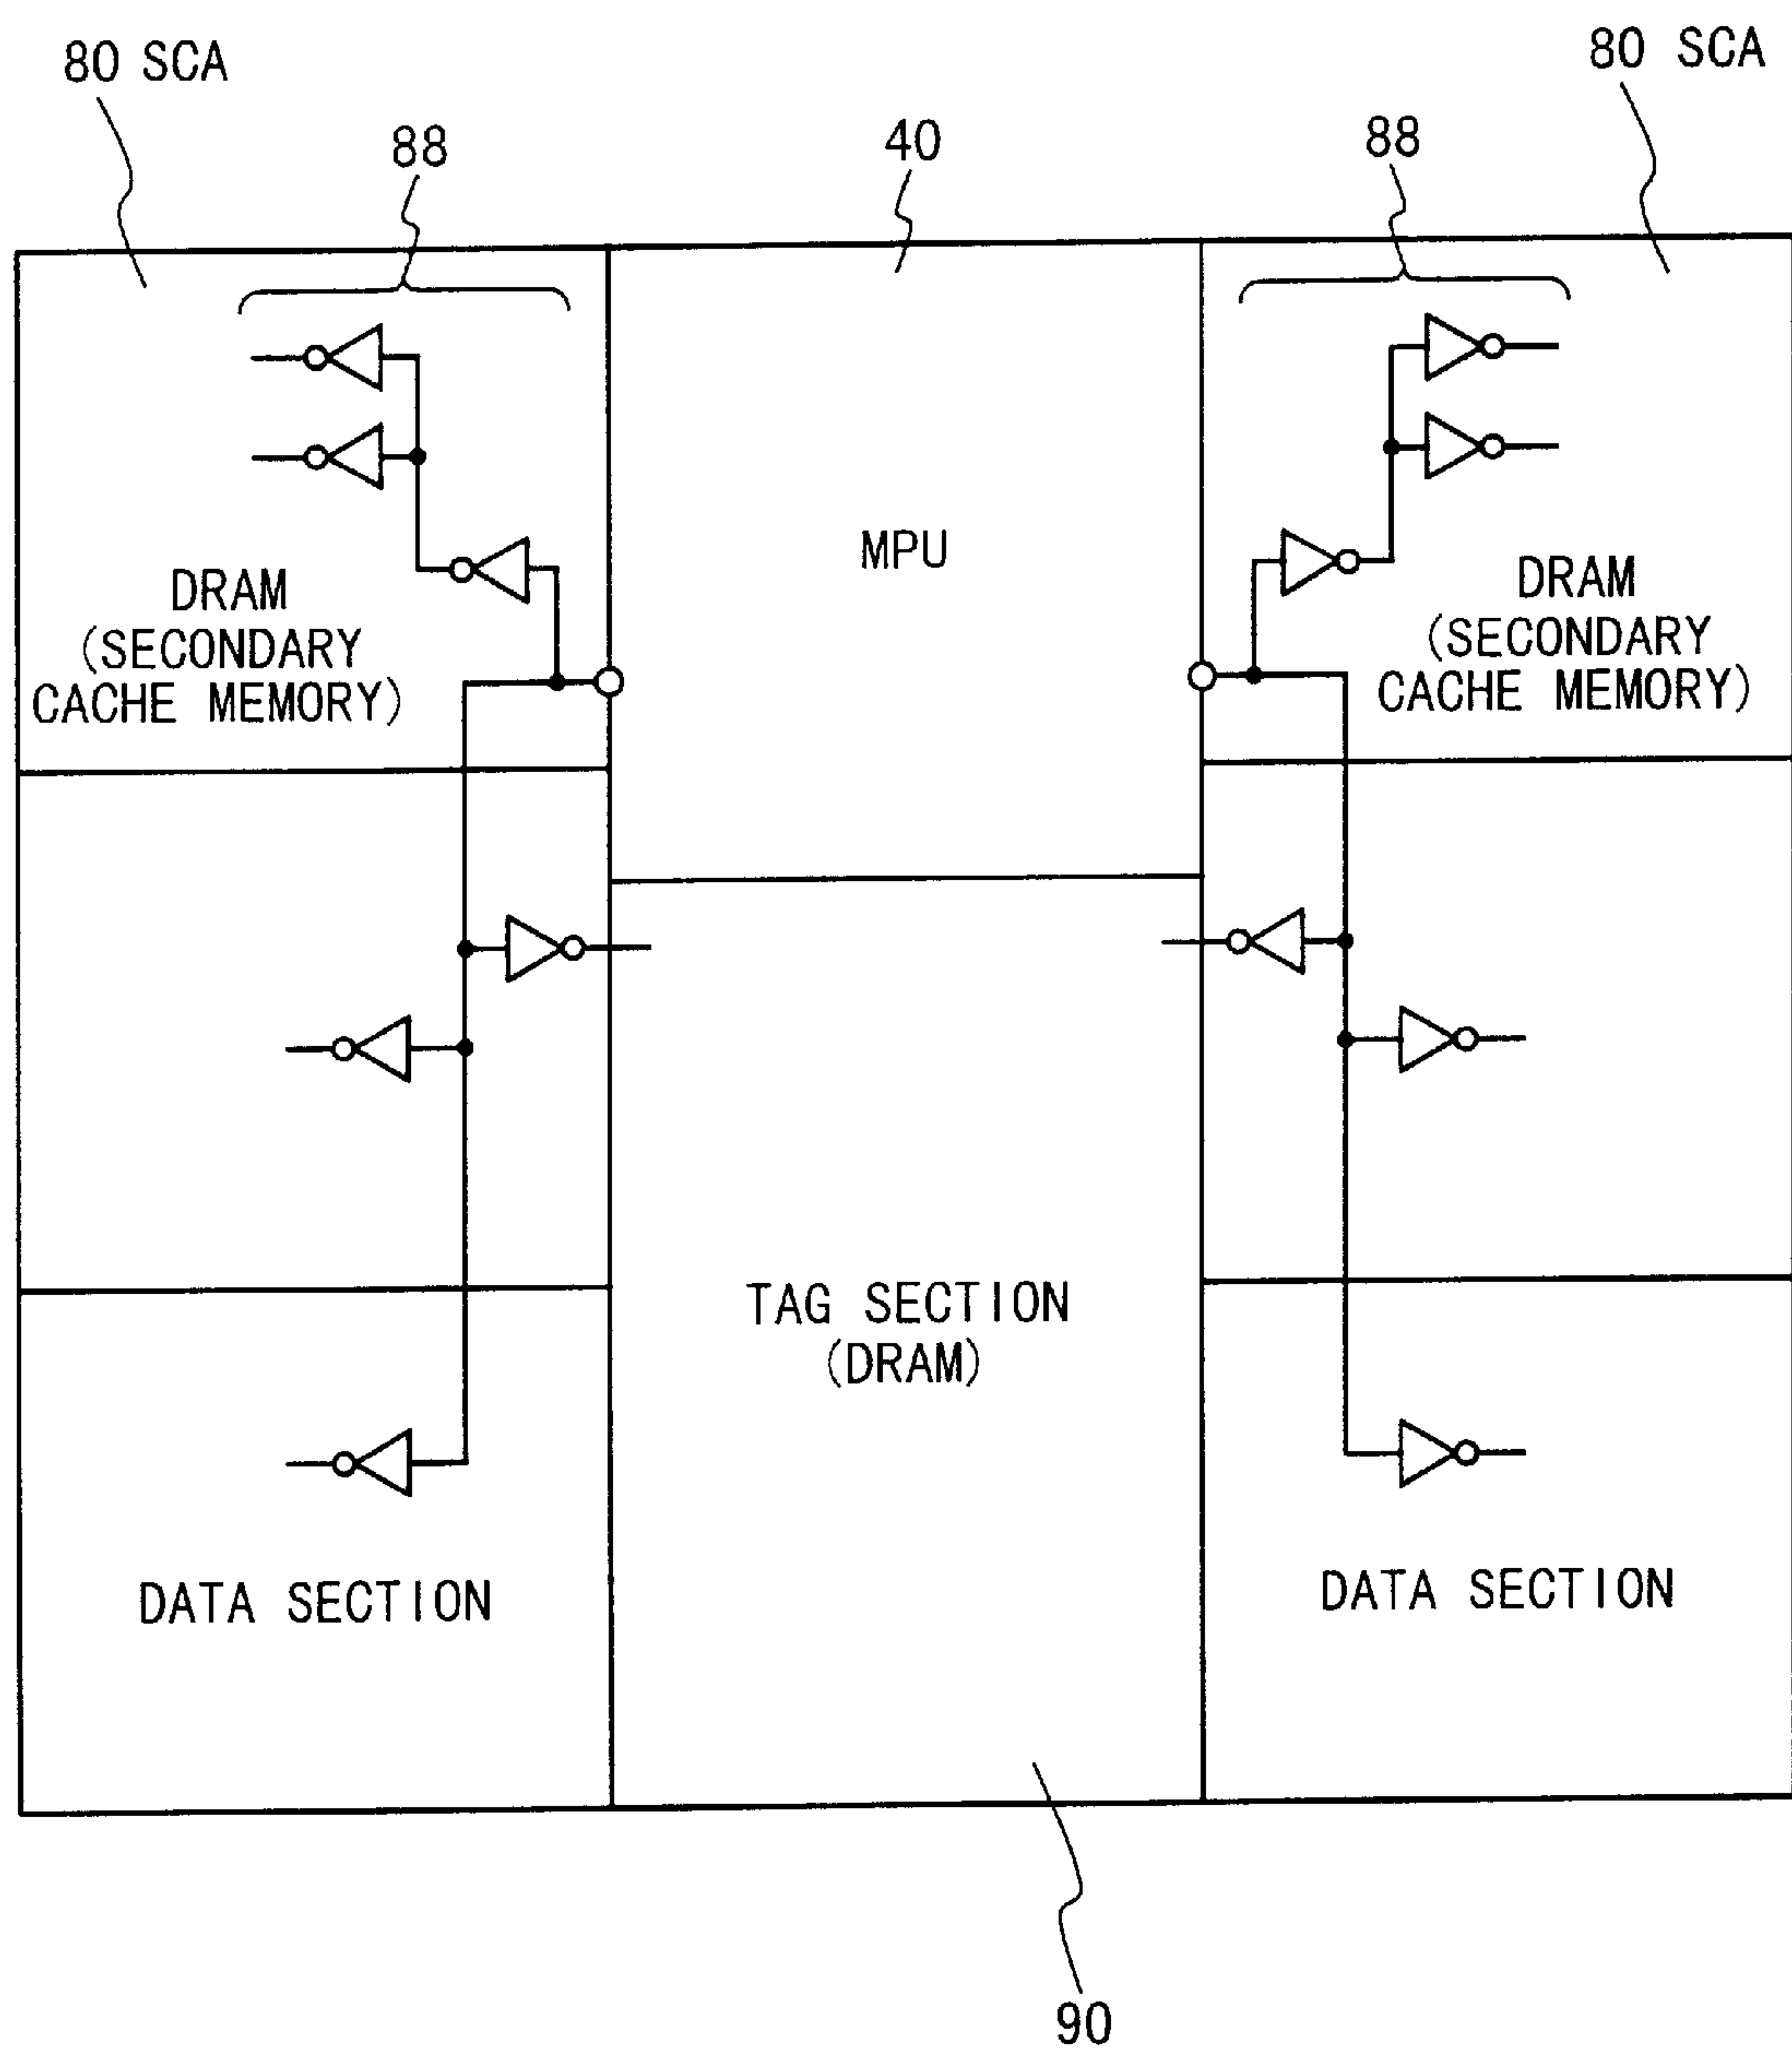 80 SCA
88
40
88
80 SCA
MPU
DRAM
(SECONDARY
CACHE MEMORY)
DRAM
(SECONDARY
CACHE MEMORY)
TAG SECTION
(DRAM)
DATA SECTION
DATA SECTION
90